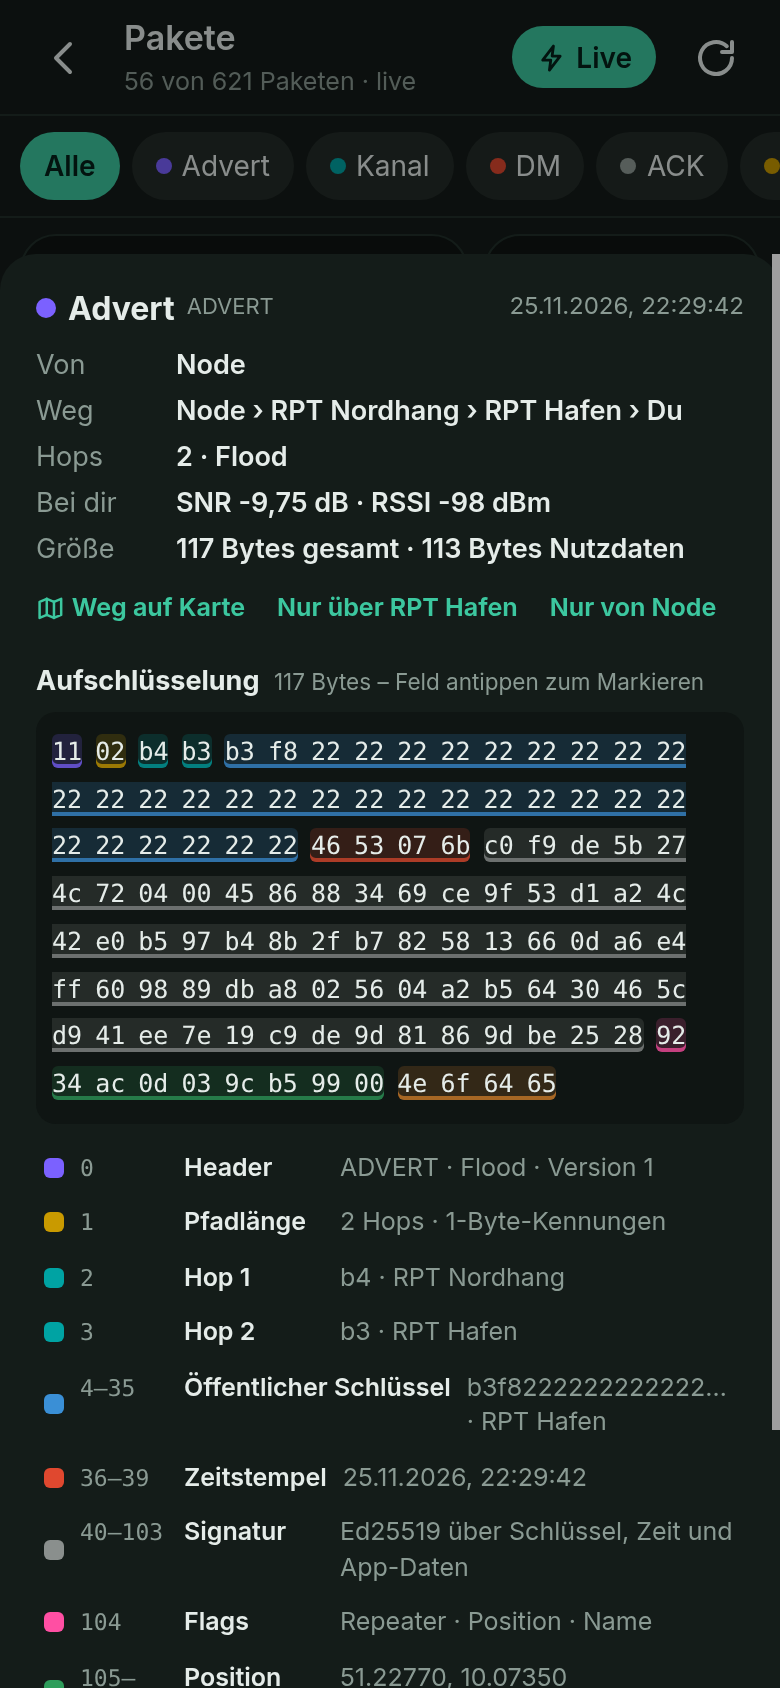 Pakete
56 von 621 Paketen · live
Live
Alle
Advert
Kanal
DM
ACK
Advert ADVERT 25.11.2026, 22:29:42
Von Node
Weg Node › RPT Nordhang › RPT Hafen › Du
Hops 2 · Flood
Bei dir SNR -9,75 dB · RSSI -98 dBm
Größe 117 Bytes gesamt · 113 Bytes Nutzdaten
Weg auf Karte Nur über RPT Hafen Nur von Node
Aufschlüsselung 117 Bytes – Feld antippen zum Markieren
11 02 b4 b3 b3 f8 22 22 22 22 22 22 22 22 22
22 22 22 22 22 22 22 22 22 22 22 22 22 22 22
22 22 22 22 22 22 46 53 07 6b c0 f9 de 5b 27
4c 72 04 00 45 86 88 34 69 ce 9f 53 d1 a2 4c
42 e0 b5 97 b4 8b 2f b7 82 58 13 66 0d a6 e4
ff 60 98 89 db a8 02 56 04 a2 b5 64 30 46 5c
d9 41 ee 7e 19 c9 de 9d 81 86 9d be 25 28 92
34 ac 0d 03 9c b5 99 00 4e 6f 64 65
0 Header ADVERT · Flood · Version 1
1 Pfadlänge 2 Hops · 1-Byte-Kennungen
2 Hop 1 b4 · RPT Nordhang
3 Hop 2 b3 · RPT Hafen
4–35 Öffentlicher Schlüssel b3f8222222222222…
· RPT Hafen
36–39 Zeitstempel 25.11.2026, 22:29:42
40–103 Signatur Ed25519 über Schlüssel, Zeit und
App-Daten
104 Flags Repeater · Position · Name
105– Position 51.22770, 10.07350